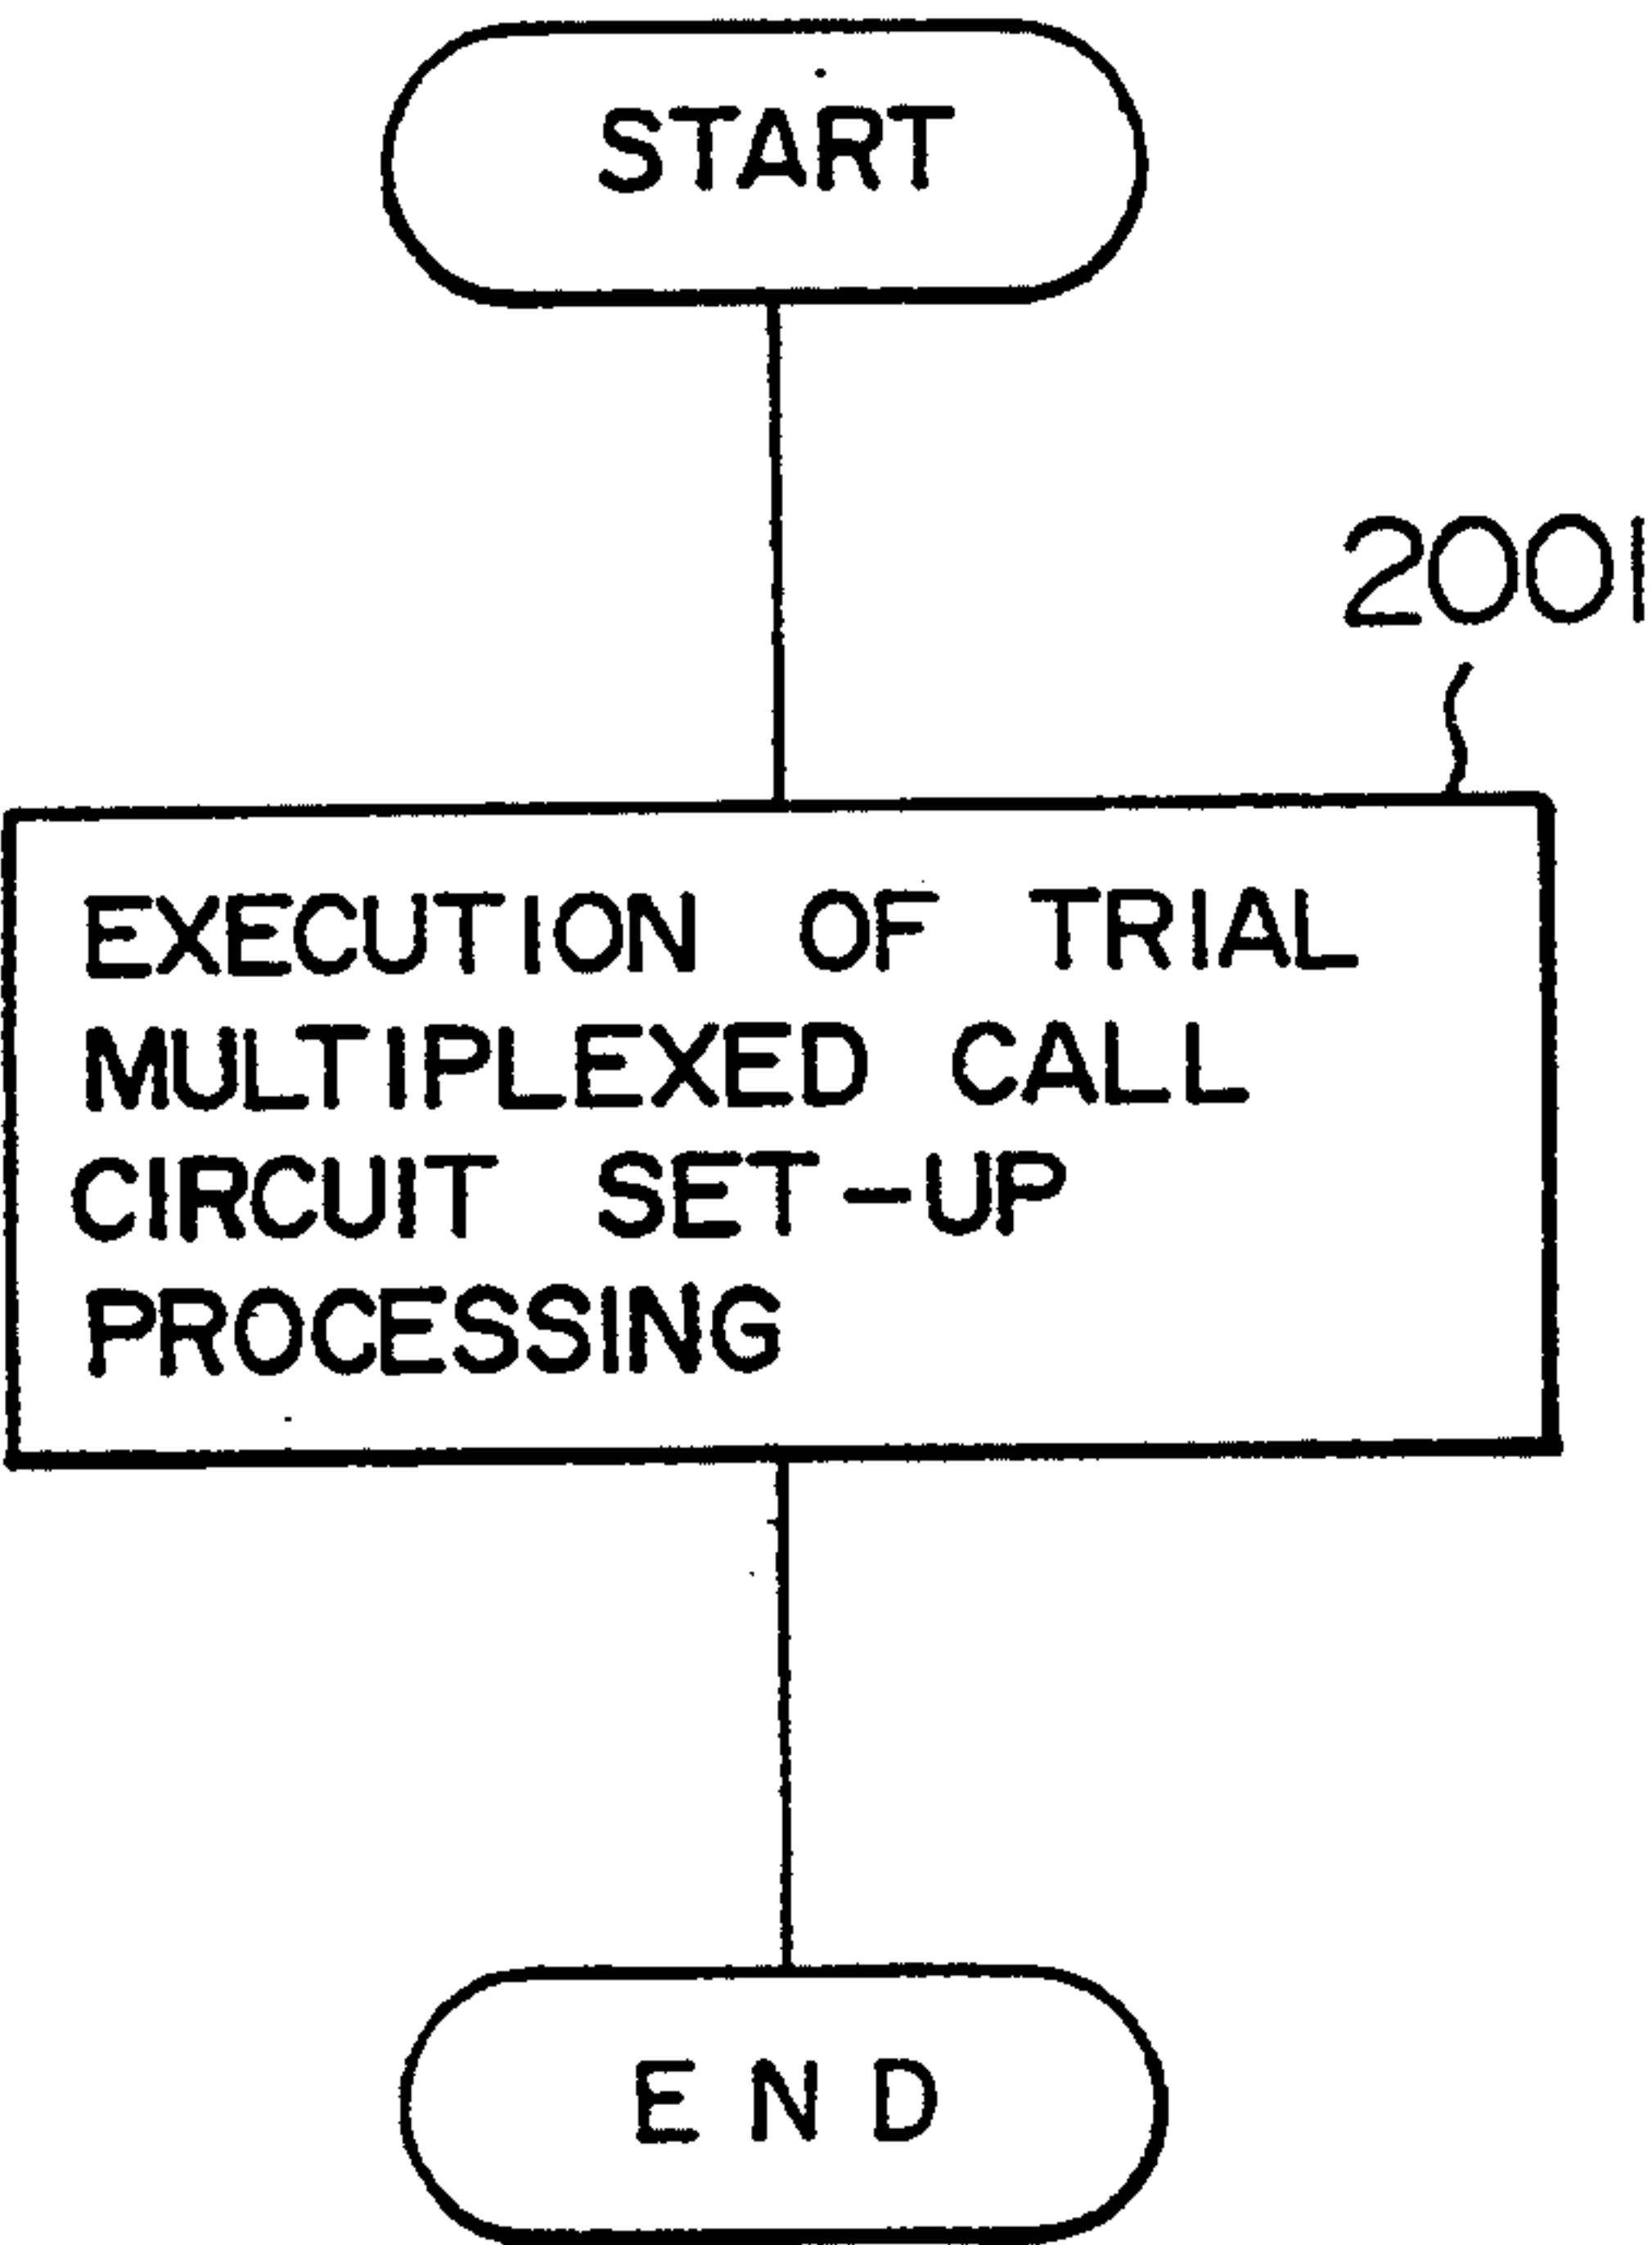 START
2001
EXECUTION OF TRIAL
MULTIPLEXED CALL
CIRCUIT SET-UP
PROCESSING
END